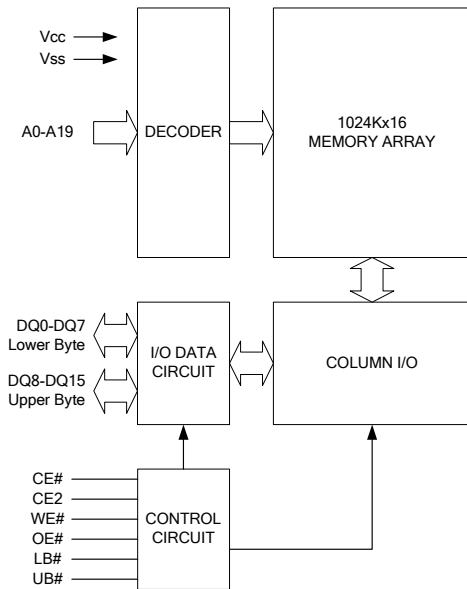 Vcc
Vss
A0-A19
DECODER
1024Kx16
MEMORY ARRAY
DQ0-DQ7
Lower Byte
DQ8-DQ15
Upper Byte
I/O DATA
CIRCUIT
COLUMN I/O
CE#
CE2
WE#
OE#
LB#
UB#
CONTROL
CIRCUIT